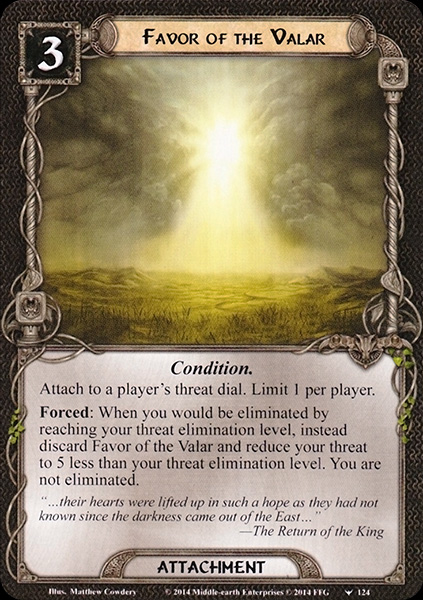 3
FAVOR OF THE VALAR
Condition.
Attach to a player's threat dial. Limit 1 per player.
Forced: When you would be eliminated by
reaching your threat elimination level, instead
discard Favor of the Valar and reduce your threat
to 5 less than your threat elimination level. You are
not eliminated.
“…their hearts were lifted up in such a hope as they had not
known since the darkness came out of the East…”
—The Return of the King
ATTACHMENT
Illus. Matthew Cowdery © 2014 Middle-earth Enterprises © 2014 FFG 124